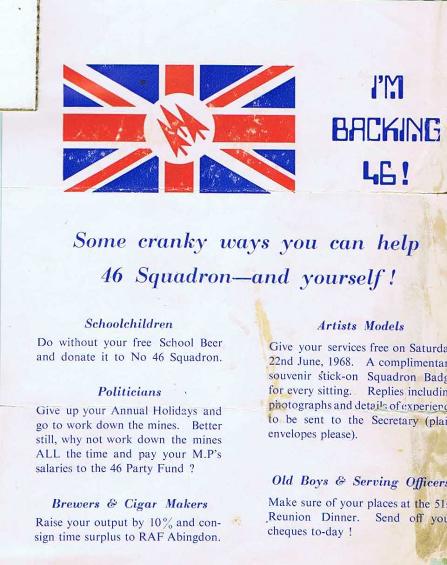 I'M
BACKING
46!
Some cranky ways you can help
46 Squadron—and yourself!
Schoolchildren
Do without your free School Beer
and donate it to No 46 Squadron.
Politicians
Give up your Annual Holidays and
go to work down the mines. Better
still, why not work down the mines
ALL the time and pay your M.P's
salaries to the 46 Party Fund ?
Brewers & Cigar Makers
Raise your output by 10% and con-
sign time surplus to RAF Abingdon.
Artists Models
Give your services free on Saturda
22nd June, 1968. A complimentar
souvenir stick-on Squadron Badg
for every sitting. Replies includin
photographs and details of experienc
to be sent to the Secretary (plai
envelopes please).
Old Boys & Serving Officers
Make sure of your places at the 51s
Reunion Dinner. Send off you
cheques to-day !